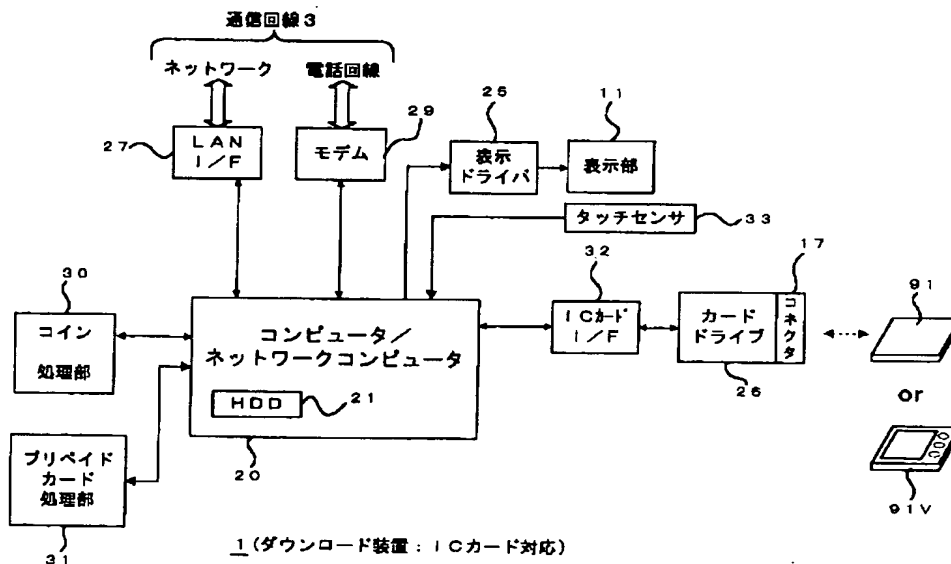 通信回線3
ネットワーク
電話回線
27
LAN
I/F
モデム
29
25
表示
ドライバ
11
表示部
タッチセンサ
33
30
コイン
処理部
コンピュータ/
ネットワークコンピュータ
HDD
21
20
32
ICカード
I/F
17
カード
ドライブ
コネクタ
26
91
or
91V
プリペイド
カード
処理部
31
1(ダウンロード装置:ICカード対応)